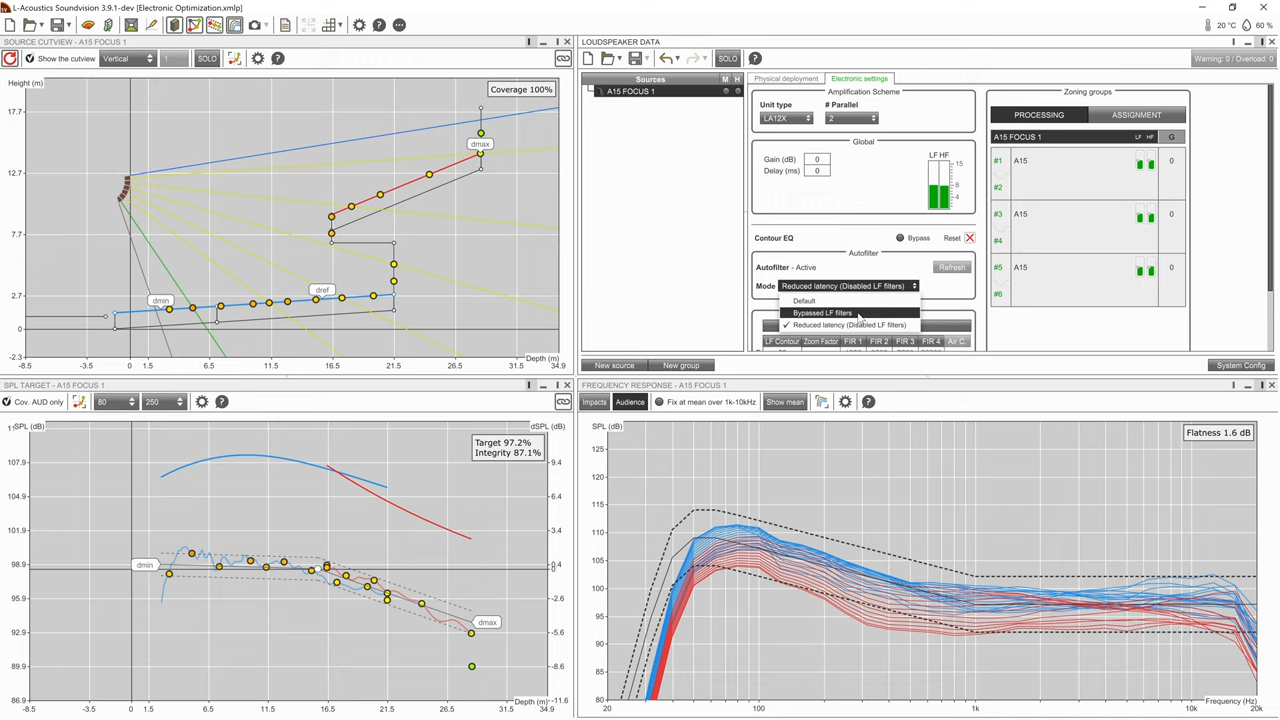 L-Acoustics Soundvision 3.9.1-dev [Electronic Optimization.xmlp]
20 °C 60 %
SOURCE CUTVIEW - A15 FOCUS 1
Show the cutview Vertical 1 SOLO
Height (m)
Coverage 100%
17.7
12.7
7.7
2.7
0
-2.3
dmax
dref
dmin
-8.5 -3.5 0 1.5 6.5 11.5 16.5 21.5 26.5 31.5 34.9
Depth (m)
LOUDSPEAKER DATA
SOLO
Warning: 0 / Overload: 0
Sources M H
A15 FOCUS 1
Physical deployment Electronic settings
Amplification Scheme
Unit type # Parallel
LA12X 2
Global
Gain (dB) 0
Delay (ms) 0
LF HF
15
8
4
Contour EQ Bypass Reset
Autofilter
Autofilter - Active Refresh
Mode Reduced latency (Disabled LF filters)
Default
Bypassed LF filters
Reduced latency (Disabled LF filters)
LF Contour Zoom Factor FIR 1 FIR 2 FIR 3 FIR 4 Air C.
Zoning groups
PROCESSING ASSIGNMENT
A15 FOCUS 1 LF HF G
#1 A15 0
#2
#3 A15 0
#4
#5 A15 0
#6
New source New group System Config
SPL TARGET - A15 FOCUS 1
Cov. AUD only 80 250
SPL (dB) dSPL (dB)
Target 97.2%
Integrity 87.1%
107.9 9.4
104.9 6.4
101.9 3.4
98.9 0.4
0
95.9 -2.6
92.9 -5.6
89.9 -8.6
86.9 -11.6
dmin
dmax
Depth (m)
-8.5 -3.5 0 1.5 6.5 11.5 16.5 21.5 26.5 31.5 34.9
FREQUENCY RESPONSE - A15 FOCUS 1
Impacts Audience Fix at mean over 1k-10kHz Show mean
SPL (dB)
Flatness 1.6 dB
125
115
110
105
100
95
90
85
80
Frequency (Hz)
20 100 1k 10k 20k